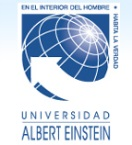 EN EL INTERIOR DEL HOMBRE • HABITA LA VERDAD
UNIVERSIDAD
ALBERT EINSTEIN